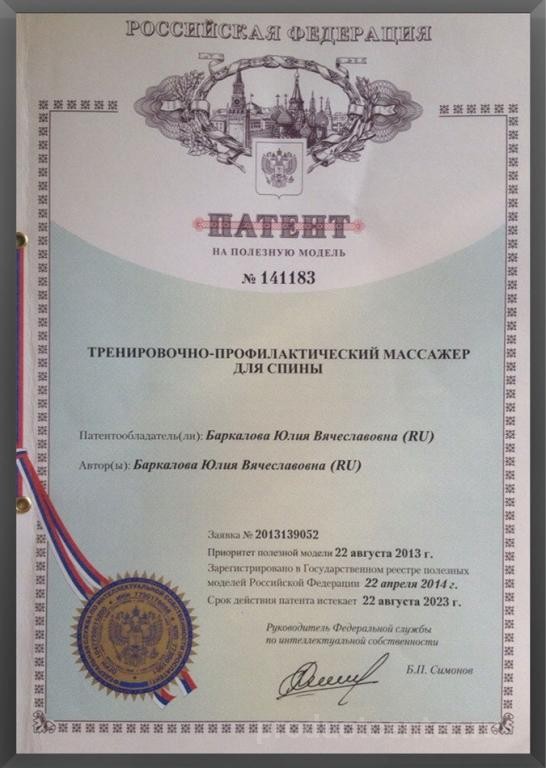 РОССИЙСКАЯ ФЕДЕРАЦИЯ
ПАТЕНТ
НА ПОЛЕЗНУЮ МОДЕЛЬ
№ 141183
ТРЕНИРОВОЧНО-ПРОФИЛАКТИЧЕСКИЙ МАССАЖЕР
ДЛЯ СПИНЫ
Патентообладатель(ли): Баркалова Юлия Вячеславовна (RU)
Автор(ы): Баркалова Юлия Вячеславовна (RU)
Заявка № 2013139052
Приоритет полезной модели 22 августа 2013 г.
Зарегистрировано в Государственном реестре полезных
моделей Российской Федерации 22 апреля 2014 г.
Срок действия патента истекает 22 августа 2023 г.
Руководитель Федеральной службы
по интеллектуальной собственности
Б.П. Симонов